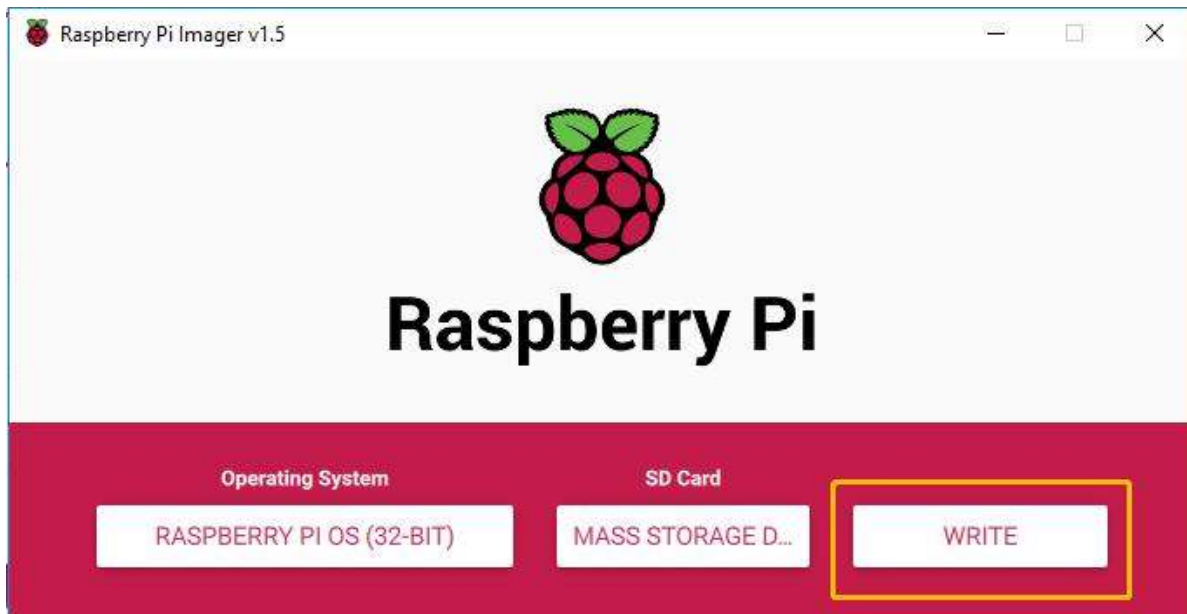 Raspberry Pi Imager v1.5
Raspberry Pi
Operating System
SD Card
RASPBERRY PI OS (32-BIT)
MASS STORAGE D...
WRITE